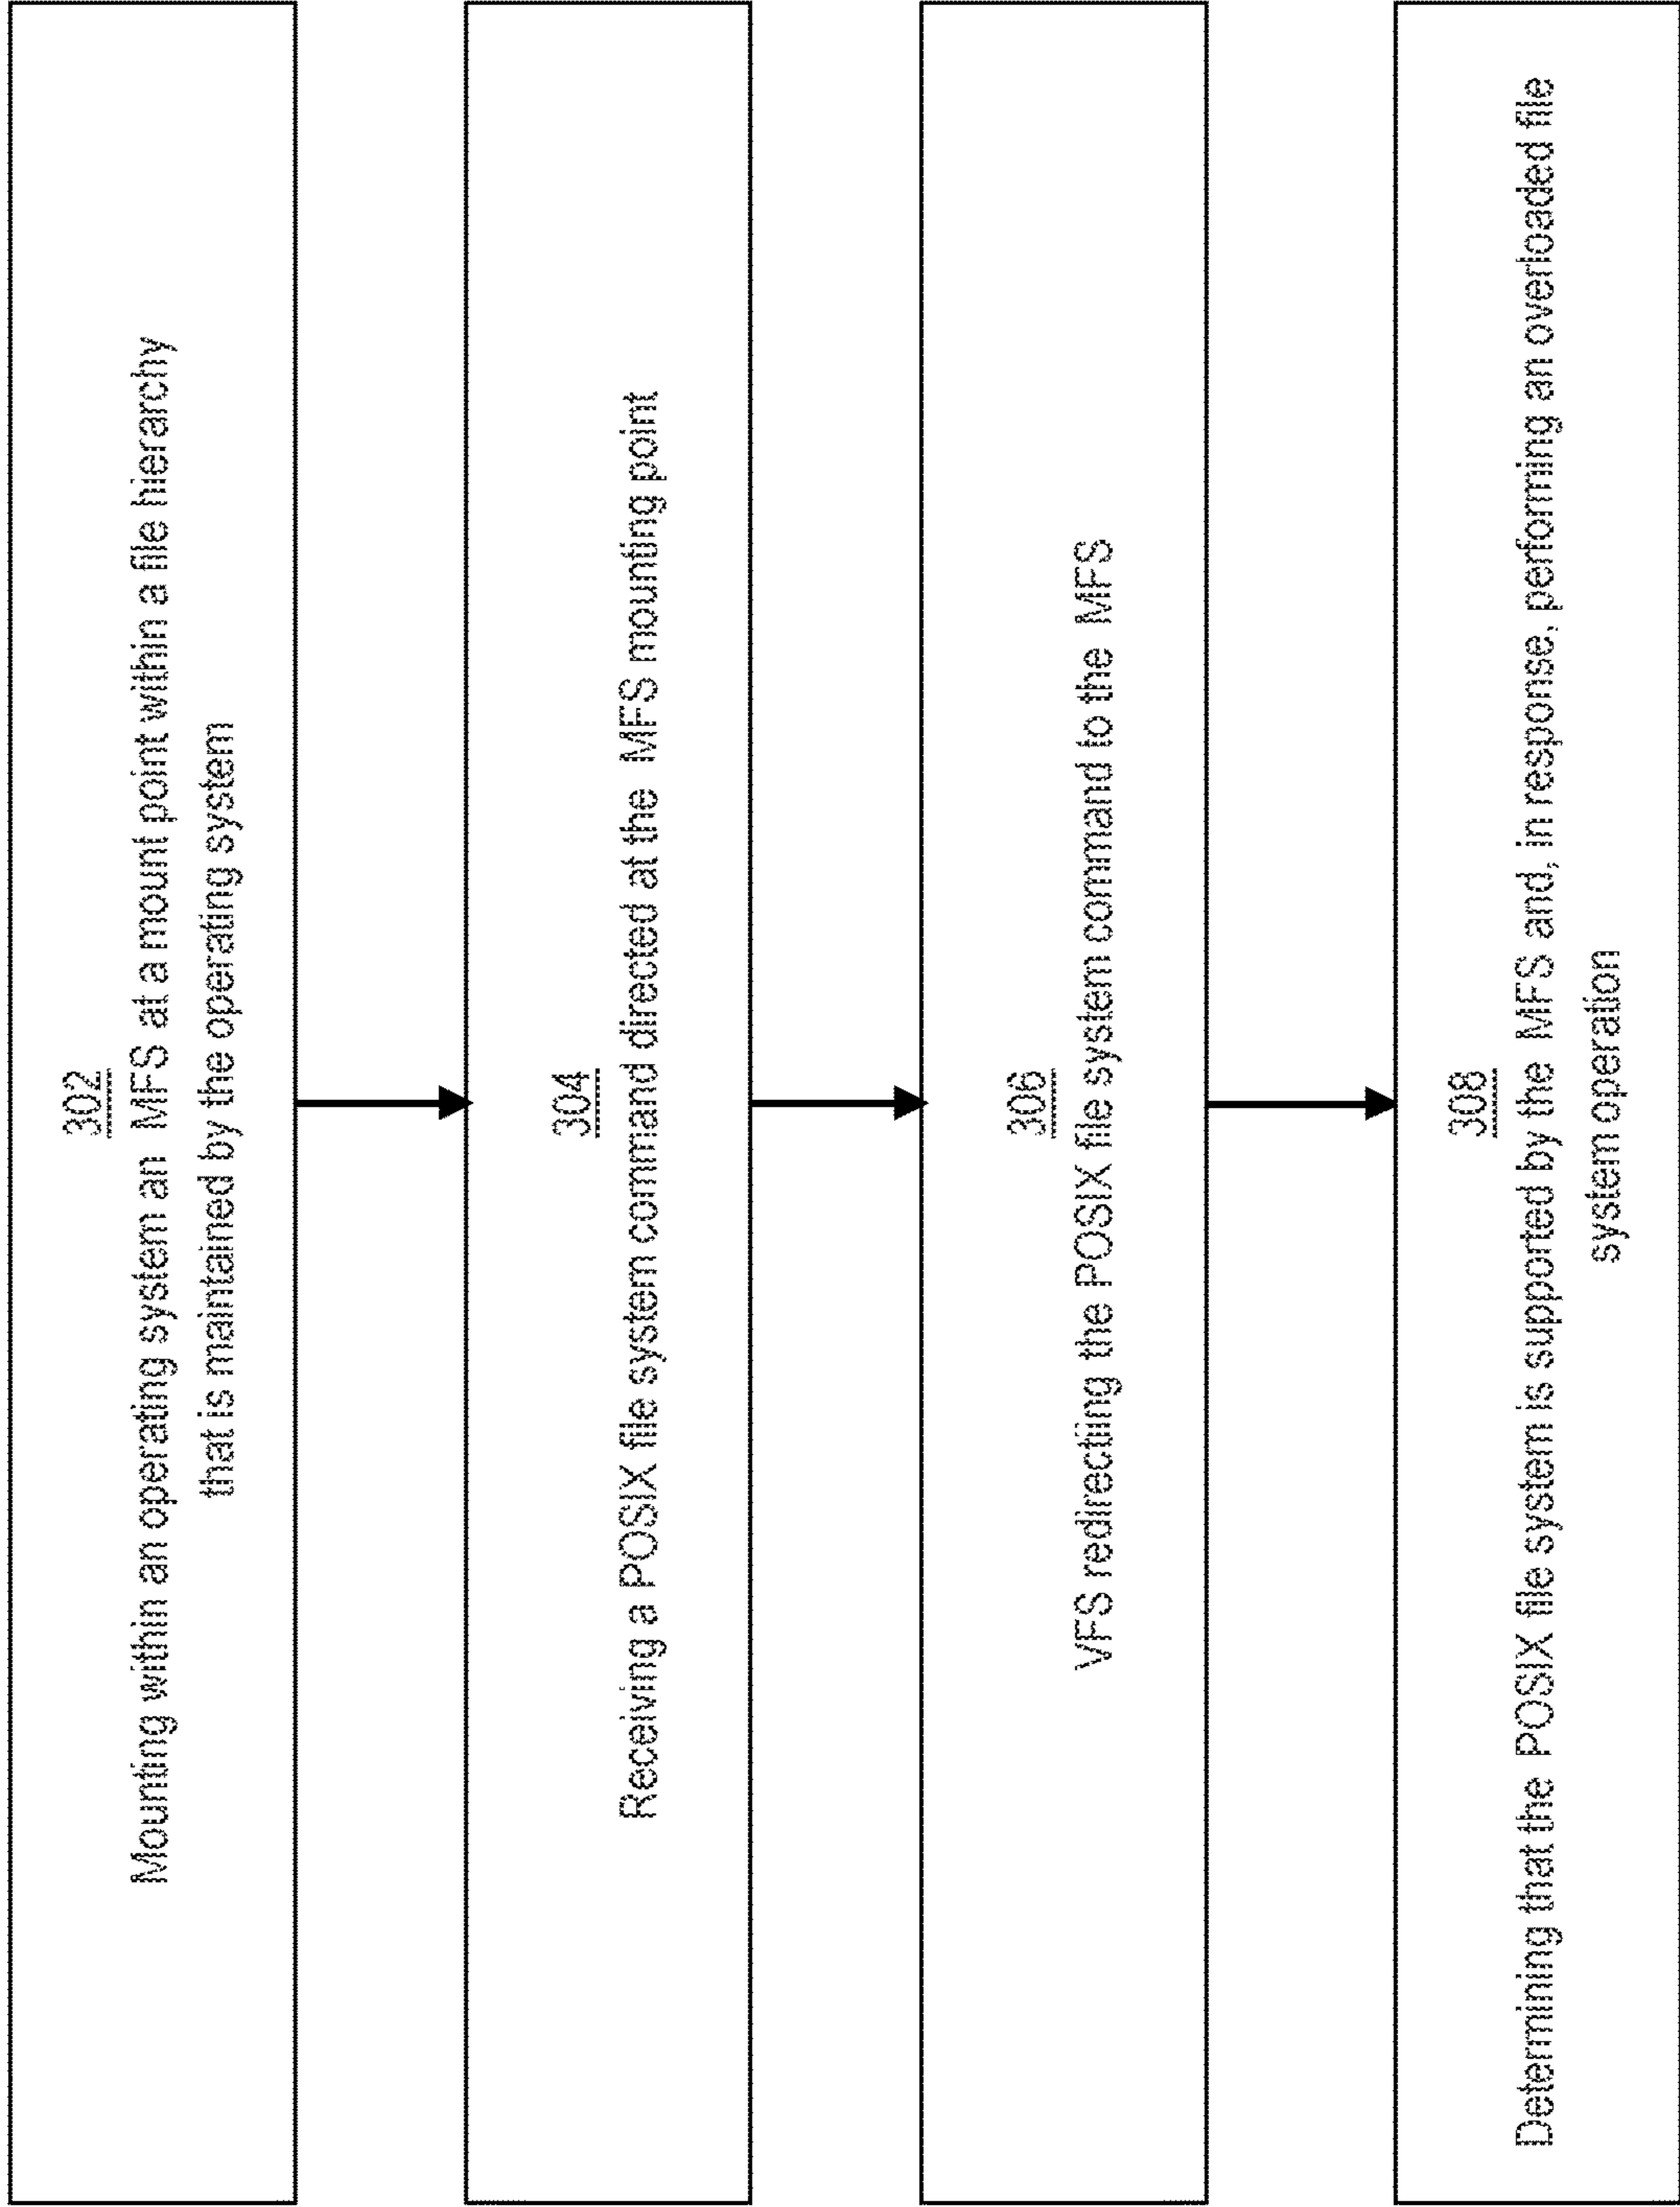 302
Mounting within an operating system an MFS at a mount point within a file hierarchy
that is maintained by the operating system
304
Receiving a POSIX file system command directed at the MFS mounting point
306
VFS redirecting the POSIX file system command to the MFS
308
Determining that the POSIX file system is supported by the MFS and, in response, performing an overloaded file
system operation